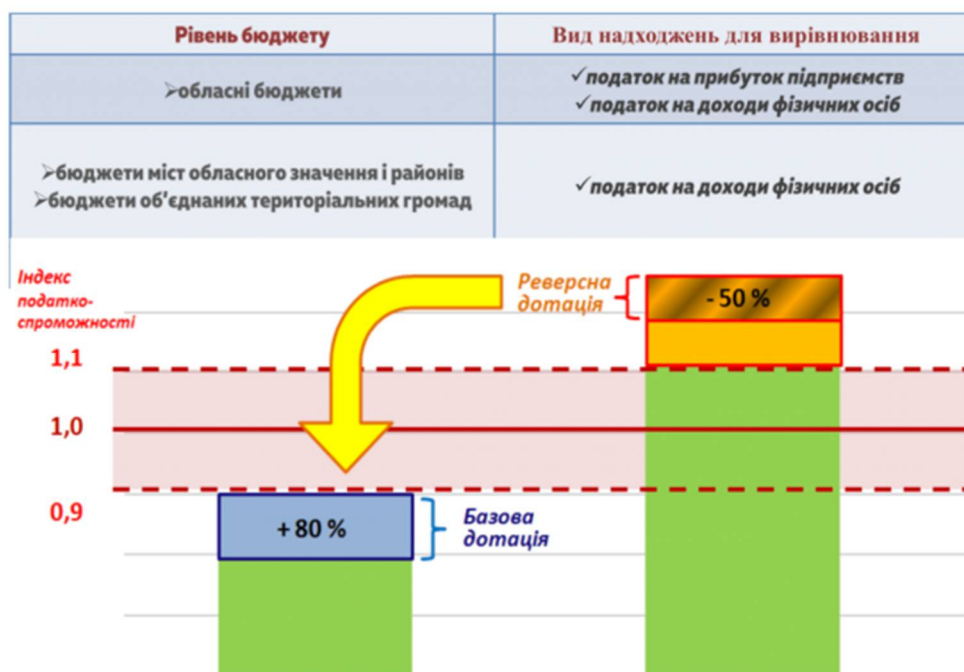 Рівень бюджету
Вид надходжень для вирівнювання
➢обласні бюджети
✓податок на прибуток підприємств
✓податок на доходи фізичних осіб
➢бюджети міст обласного значення і районів
➢бюджети об’єднаних територіальних громад
✓податок на доходи фізичних осіб
Індекс
податко-
спроможності
Реверсна
дотація
- 50 %
1,1
1,0
0,9
+ 80 %
Базова
дотація